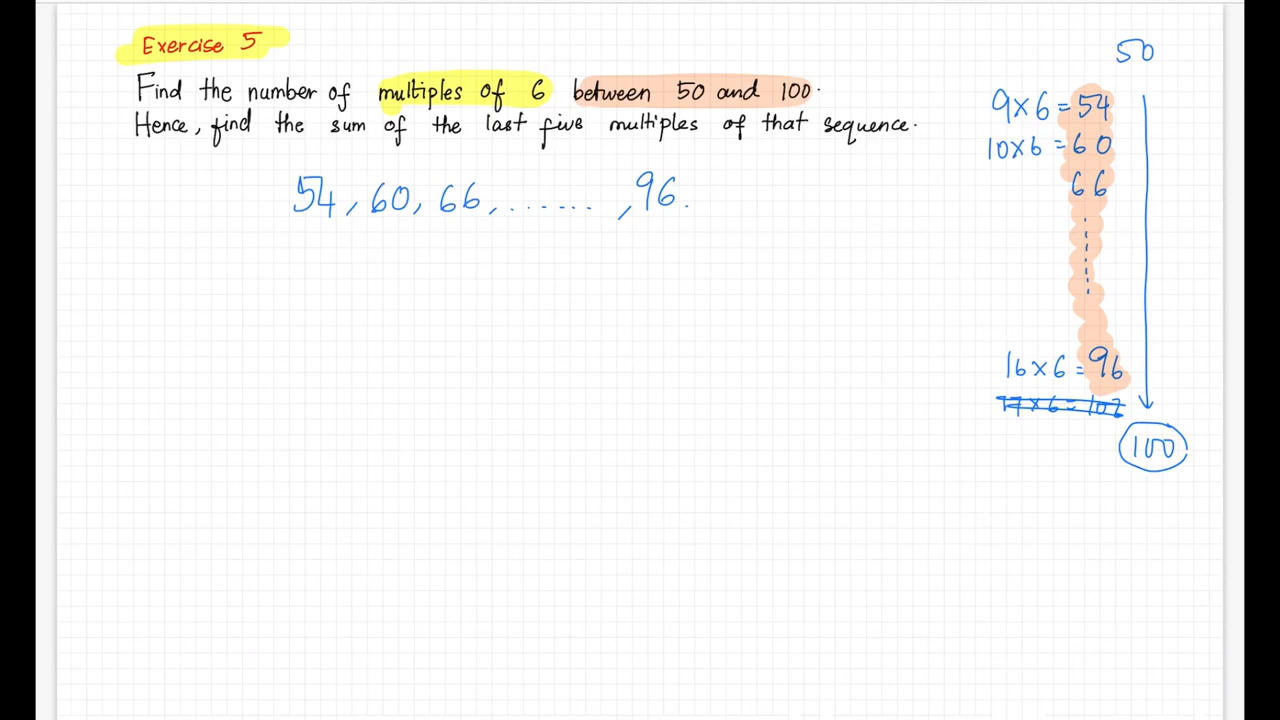 Exercise 5
Find the number of multiples of 6 between 50 and 100.
Hence, find the sum of the last five multiples of that sequence.
54, 60, 66, ......., 96.
50
9×6=54
10×6=60
66
16×6=96
17×6=102
100